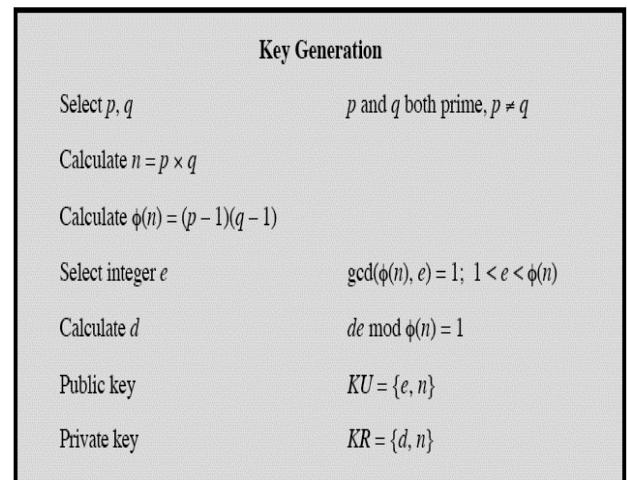 Key Generation
Select p, q p and q both prime, p ≠ q
Calculate n = p × q
Calculate ϕ(n) = (p – 1)(q – 1)
Select integer e gcd(ϕ(n), e) = 1; 1 < e < ϕ(n)
Calculate d de mod ϕ(n) = 1
Public key KU = {e, n}
Private key KR = {d, n}